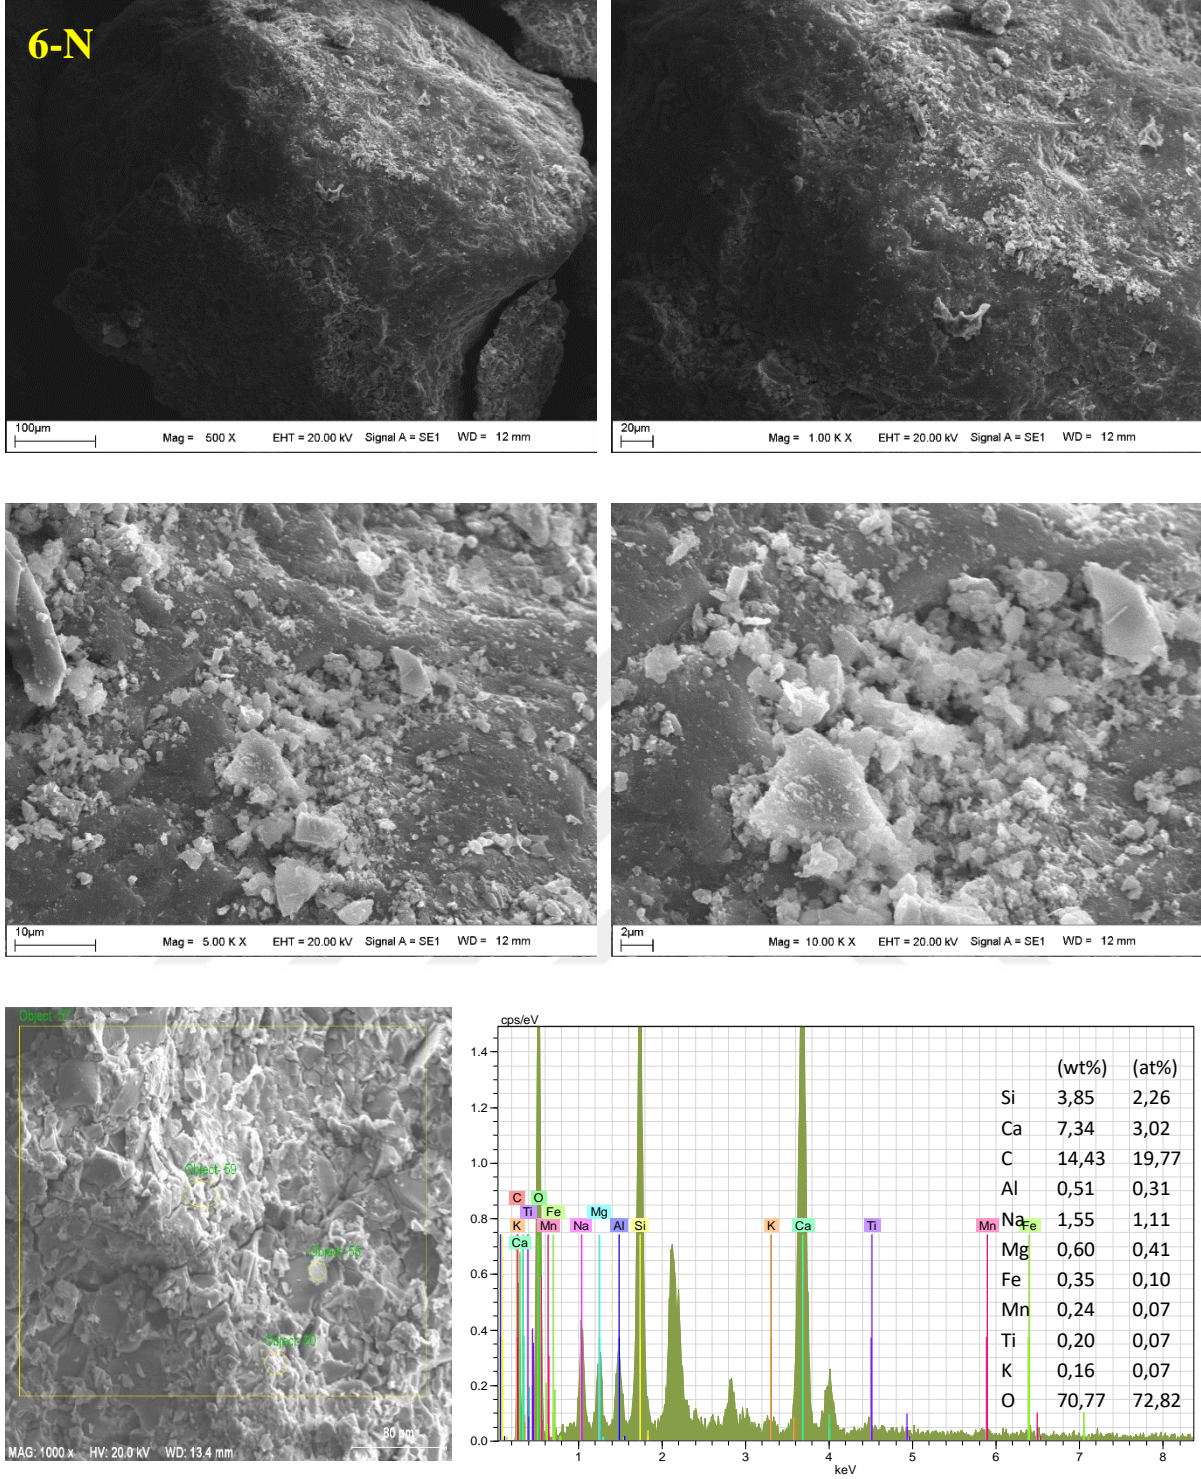 6-N
100µm
Mag = 500 X EHT = 20.00 kV Signal A = SE1 WD = 12 mm
20µm
Mag = 1.00 K X EHT = 20.00 kV Signal A = SE1 WD = 12 mm
10µm
Mag = 5.00 K X EHT = 20.00 kV Signal A = SE1 WD = 12 mm
2µm
Mag = 10.00 K X EHT = 20.00 kV Signal A = SE1 WD = 12 mm
Object
Object- 59
Object-
Object-
80 µm
MAG: 1000 x HV: 20.0 kV WD: 13.4 mm
cps/eV
1.4
1.2
1.0
0.8
0.6
0.4
0.2
0.0
C O
Ti Fe Mg
K Mn Na Al Si K Ca Ti Mn Fe
Ca
1 2 3 4 5 6 7 8
keV
(wt%) (at%)
Si 3,85 2,26
Ca 7,34 3,02
C 14,43 19,77
Al 0,51 0,31
Na 1,55 1,11
Mg 0,60 0,41
Fe 0,35 0,10
Mn 0,24 0,07
Ti 0,20 0,07
K 0,16 0,07
O 70,77 72,82